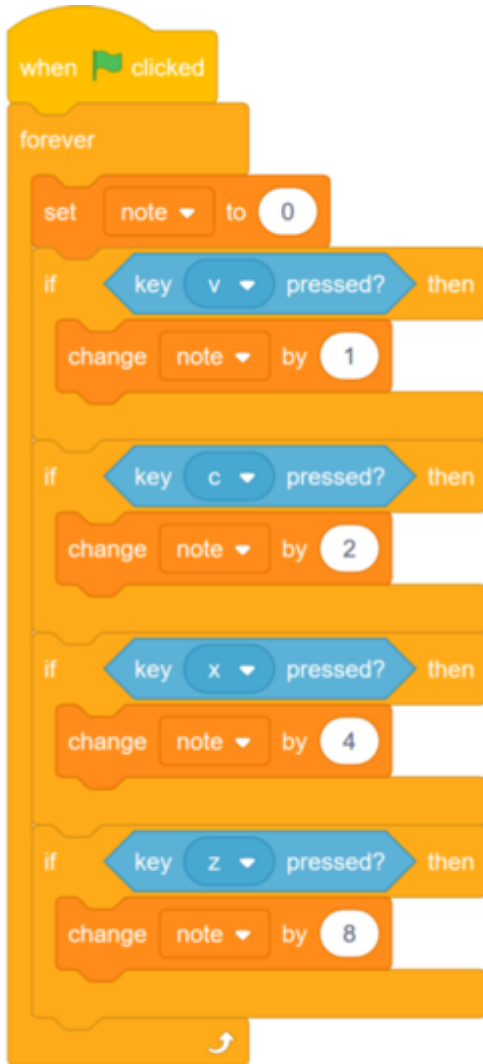 when clicked
forever
set note to 0
if key v pressed? then
change note by 1
if key c pressed? then
change note by 2
if key x pressed? then
change note by 4
if key z pressed? then
change note by 8